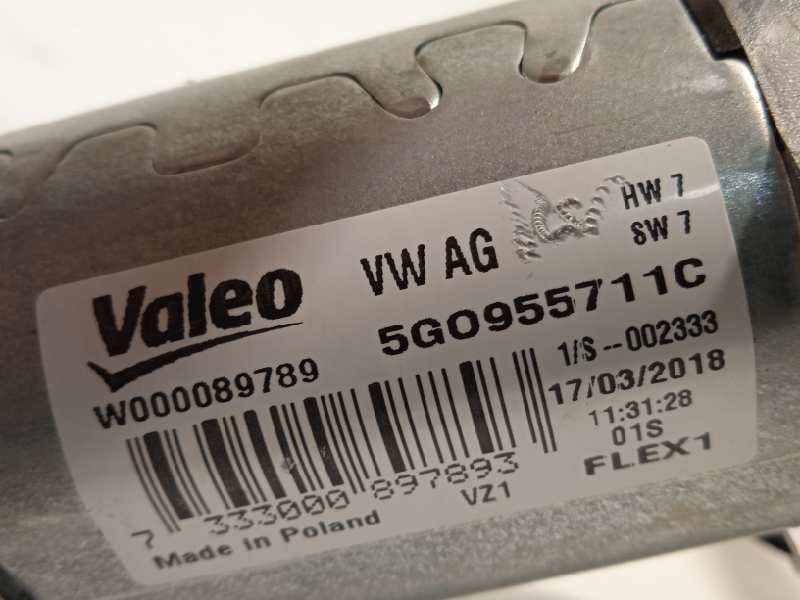 Valeo
VW AG
HW 7
SW 7
5G0955711C
W000089789
1/S--002333
17/03/2018
11:31:28
01S
FLEX1
7 333000 897893
VZ1
Made in Poland